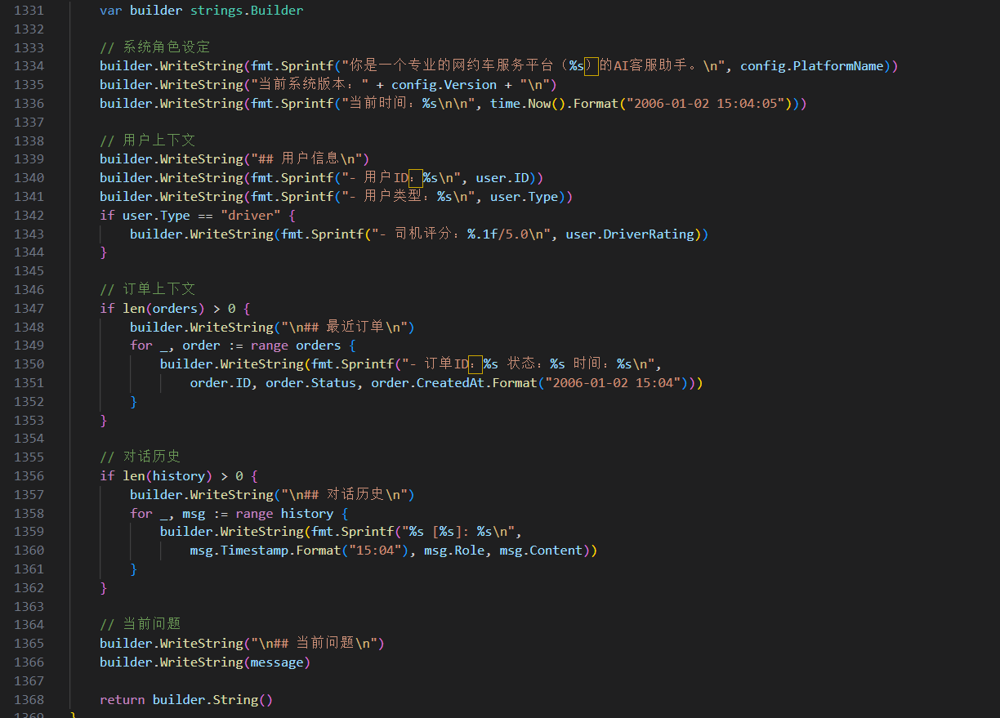 1331 var builder strings.Builder
1332
1333 // 系统角色设定
1334 builder.WriteString(fmt.Sprintf("你是一个专业的网约车服务平台（%s）的AI客服助手。\n", config.PlatformName))
1335 builder.WriteString("当前系统版本：" + config.Version + "\n")
1336 builder.WriteString(fmt.Sprintf("当前时间：%s\n\n", time.Now().Format("2006-01-02 15:04:05")))
1337
1338 // 用户上下文
1339 builder.WriteString("## 用户信息\n")
1340 builder.WriteString(fmt.Sprintf("- 用户ID：%s\n", user.ID))
1341 builder.WriteString(fmt.Sprintf("- 用户类型：%s\n", user.Type))
1342 if user.Type == "driver" {
1343 builder.WriteString(fmt.Sprintf("- 司机评分：%.1f/5.0\n", user.DriverRating))
1344 }
1345
1346 // 订单上下文
1347 if len(orders) > 0 {
1348 builder.WriteString("\n## 最近订单\n")
1349 for _, order := range orders {
1350 builder.WriteString(fmt.Sprintf("- 订单ID：%s 状态：%s 时间：%s\n",
1351 order.ID, order.Status, order.CreatedAt.Format("2006-01-02 15:04")))
1352 }
1353 }
1354
1355 // 对话历史
1356 if len(history) > 0 {
1357 builder.WriteString("\n## 对话历史\n")
1358 for _, msg := range history {
1359 builder.WriteString(fmt.Sprintf("%s [%s]: %s\n",
1360 msg.Timestamp.Format("15:04"), msg.Role, msg.Content))
1361 }
1362 }
1363
1364 // 当前问题
1365 builder.WriteString("\n## 当前问题\n")
1366 builder.WriteString(message)
1367
1368 return builder.String()
1369 }